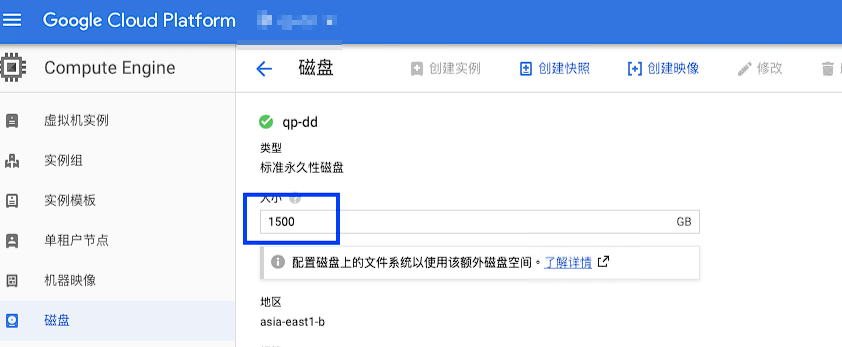 Google Cloud Platform
Compute Engine
磁盘
创建实例
创建快照
创建映像
修改
虚拟机实例
实例组
实例模板
单租户节点
机器映像
磁盘
qp-dd
类型
标准永久性磁盘
大小
1500
GB
配置磁盘上的文件系统以使用该额外磁盘空间。了解详情
地区
asia-east1-b